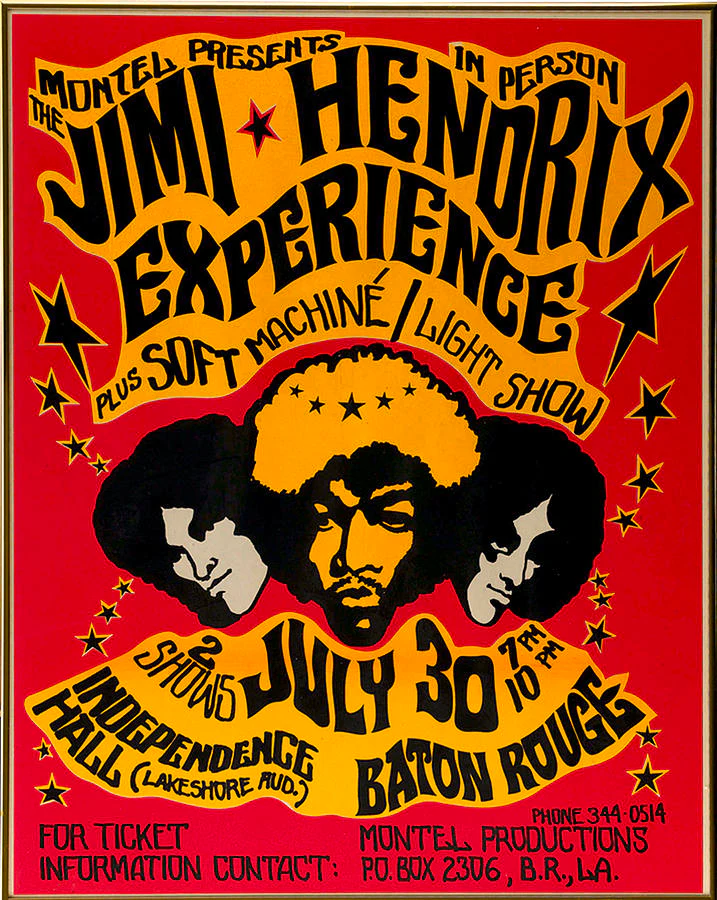 MONTEL PRESENTS IN PERSON
THE JIMI HENDRIX
EXPERIENCE
PLUS SOFT MACHINÉ / LIGHT SHOW
2 SHOWS JULY 30 7 PM 10 PM
INDEPENDENCE HALL (LAKESHORE AUD.) BATON ROUGE
PHONE 344-0514
FOR TICKET INFORMATION CONTACT:
MONTEL PRODUCTIONS
P.O. BOX 2306, B.R., LA.